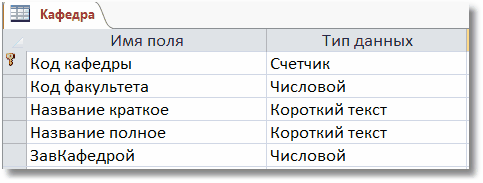 Кафедра
Имя поля Тип данных
Код кафедры Счетчик
Код факультета Числовой
Название краткое Короткий текст
Название полное Короткий текст
ЗавКафедрой Числовой